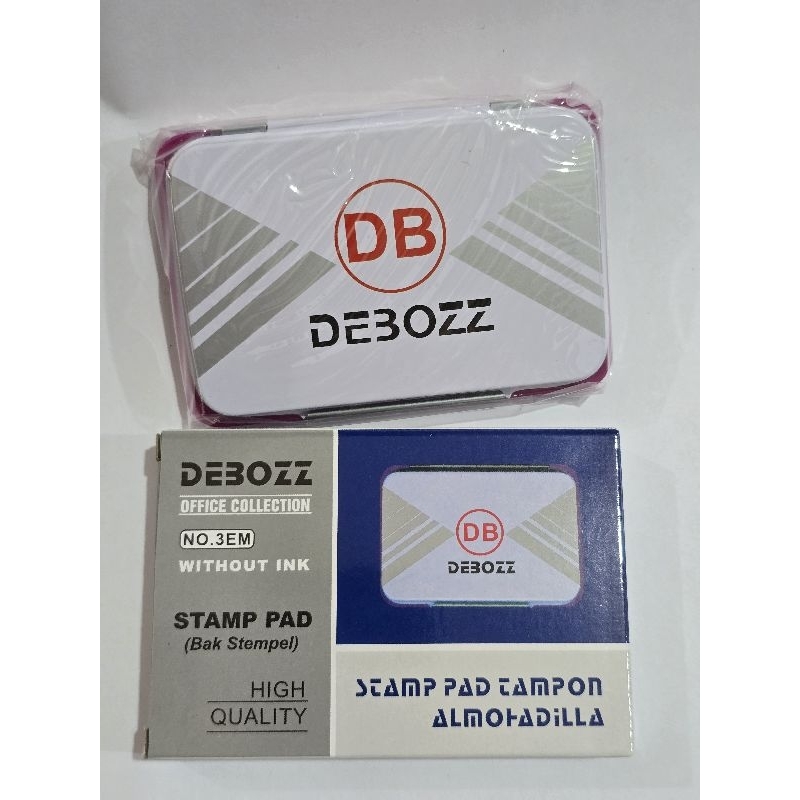 DB
DEBOZZ
DEBOZZ
OFFICE COLLECTION
NO.3EM
WITHOUT INK
STAMP PAD
(Bak Stempel)
HIGH
QUALITY
DB
DEBOZZ
STAMP PAD TAMPON
ALMOHADILLA